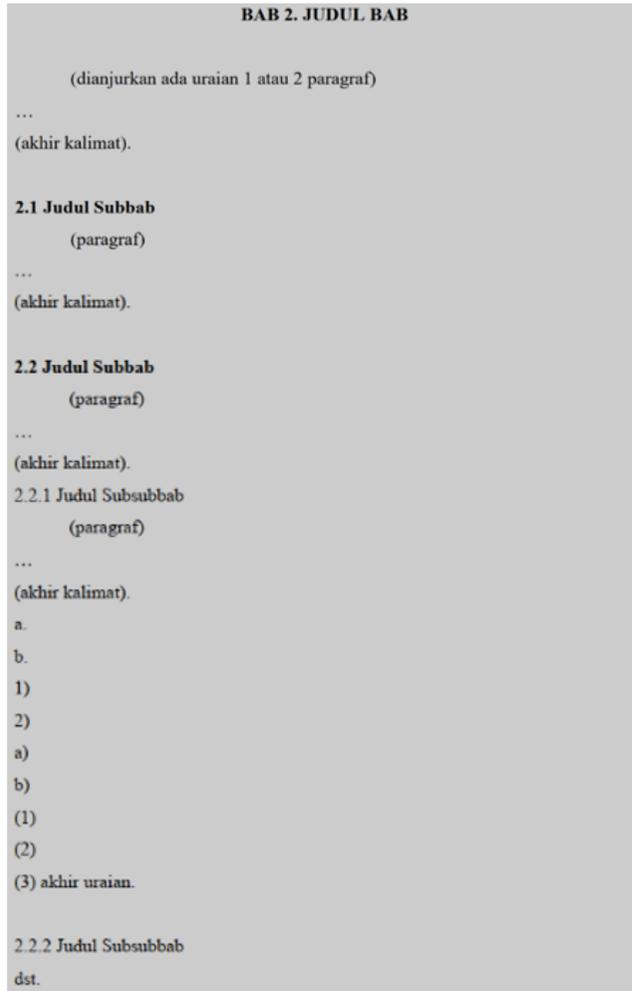 BAB 2. JUDUL BAB
(dianjurkan ada uraian 1 atau 2 paragraf)
…
(akhir kalimat).
2.1 Judul Subbab
(paragraf)
…
(akhir kalimat).
2.2 Judul Subbab
(paragraf)
…
(akhir kalimat).
2.2.1 Judul Subsubbab
(paragraf)
…
(akhir kalimat).
a.
b.
1)
2)
a)
b)
(1)
(2)
(3) akhir uraian.
2.2.2 Judul Subsubbab
dst.